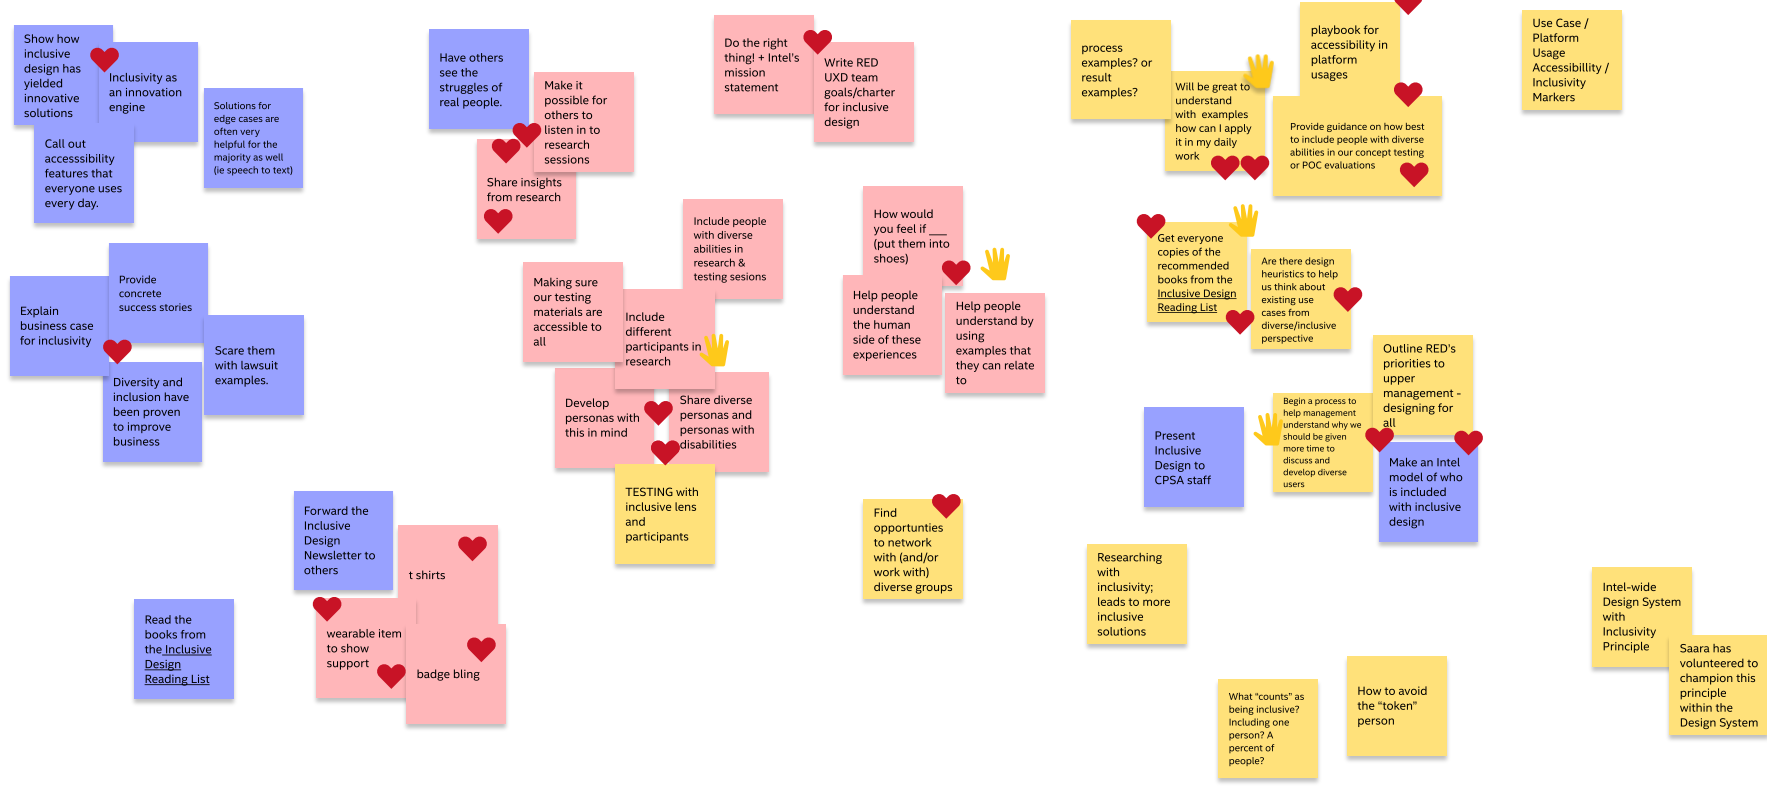 Show how
inclusive
design has
yielded
innovative
solutions
Inclusivity as
an innovation
engine
Call out
accesssibility
features that
everyone uses
every day.
Solutions for
edge cases are
often very
helpful for the
majority as well
(ie speech to text)
Have others
see the
struggles of
real people.
Make it
possible for
others to
listen in to
research
sessions
Share insights
from research
Do the right
thing! + Intel's
mission
statement
Write RED
UXD team
goals/charter
for inclusive
design
process
examples? or
result
examples?
Will be great to
understand
with examples
how can I apply
it in my daily
work
playbook for
accessibility in
platform
usages
Provide guidance on how best
to include people with diverse
abilities in our concept testing
or POC evaluations
Use Case /
Platform
Usage
Accessibillity /
Inclusivity
Markers
Explain
business case
for inclusivity
Provide
concrete
success stories
Scare them
with lawsuit
examples.
Diversity and
inclusion have
been proven
to improve
business
Include people
with diverse
abilities in
research &
testing sesions
Making sure
our testing
materials are
accessible to
all
Include
different
participants in
research
Develop
personas with
this in mind
Share diverse
personas and
personas with
disabilities
TESTING with
inclusive lens
and
participants
How would
you feel if ___
(put them into
shoes)
Help people
understand
the human
side of these
experiences
Help people
understand by
using
examples that
they can relate
to
Get everyone
copies of the
recommended
books from the
Inclusive Design
Reading List
Are there design
heuristics to help
us think about
existing use
cases from
diverse/inclusive
perspective
Outline RED's
priorities to
upper
management -
designing for
all
Begin a process to
help management
understand why we
should be given
more time to
discuss and
develop diverse
users
Present
Inclusive
Design to
CPSA staff
Make an Intel
model of who
is included
with inclusive
design
Forward the
Inclusive
Design
Newsletter to
others
t shirts
wearable item
to show
support
badge bling
Read the
books from
the Inclusive
Design
Reading List
Find
opportunties
to network
with (and/or
work with)
diverse groups
Researching
with
inclusivity;
leads to more
inclusive
solutions
What “counts” as
being inclusive?
Including one
person? A
percent of
people?
How to avoid
the “token”
person
Intel-wide
Design System
with
Inclusivity
Principle
Saara has
volunteered to
champion this
principle
within the
Design System